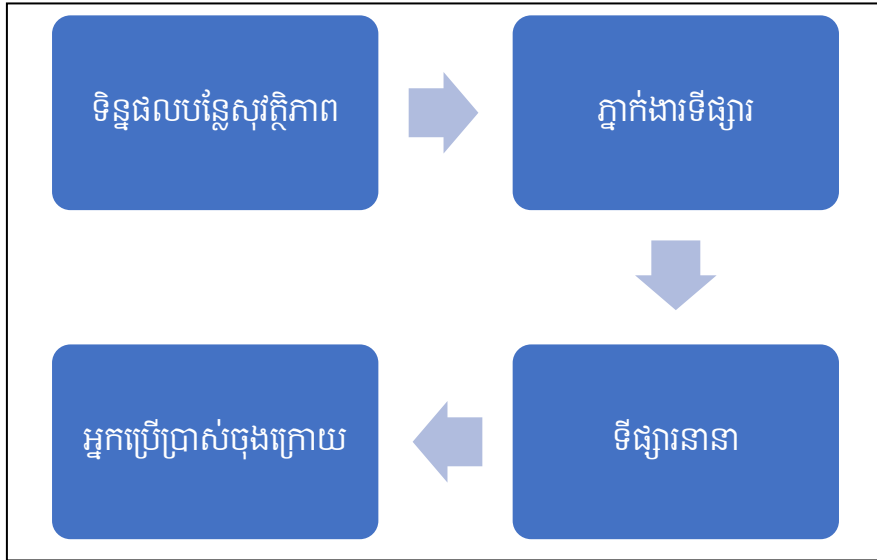 ទិន្នផលបន្លែសុវត្ថិភាព
ភ្នាក់ងារទីផ្សារ
ទីផ្សារនានា
អ្នកប្រើប្រាស់ចុងក្រោយ